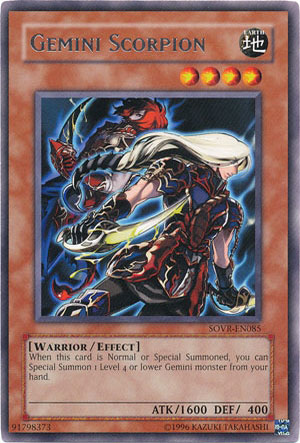 GEMINI SCORPION
EARTH
地
SOVR-EN085
[WARRIOR / EFFECT]
When this card is Normal or Special Summoned, you can
Special Summon 1 Level 4 or lower Gemini monster from
your hand.
ATK/1600 DEF/ 400
91798373
©1996 KAZUKI TAKAHASHI